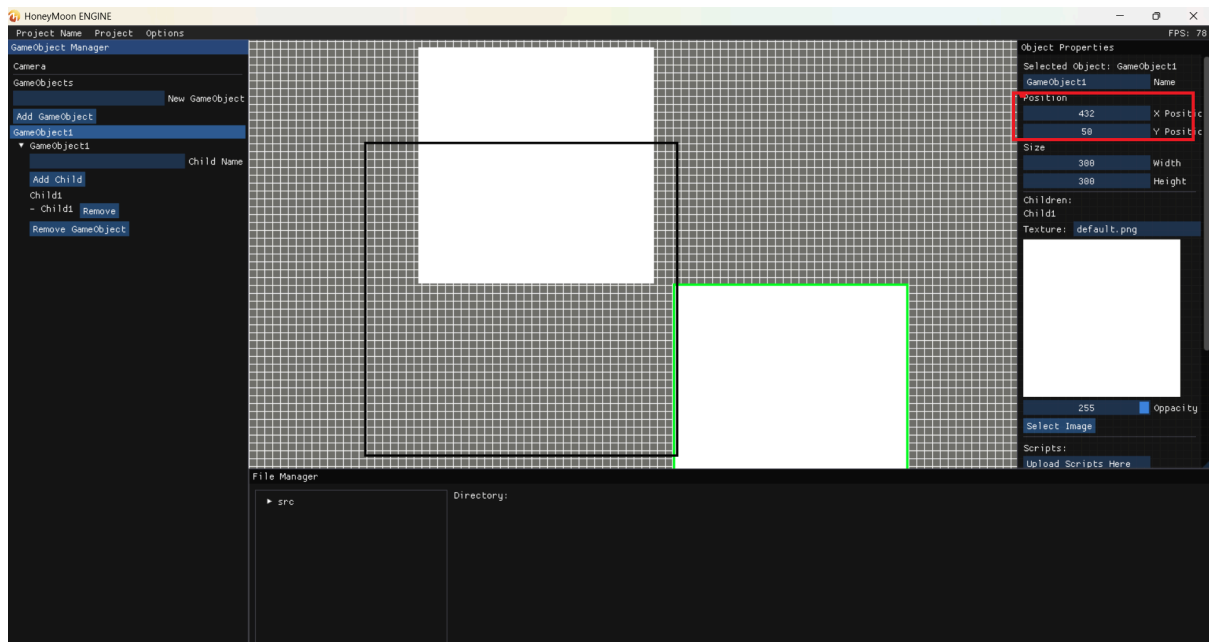 HoneyMoon ENGINE
Project Name Project Options
FPS: 78
GameObject Manager
Camera
GameObjects
New GameObject
Add GameObject
GameObject1
▼ GameObject1
Child Name
Add Child
Child1
- Child1 Remove
Remove GameObject
File Manager
▶ src
Directory:
Object Properties
Selected Object: GameObject1
GameObject1 Name
Position
432 X Positic
50 Y Positic
Size
300 Width
300 Height
Children:
Child1
Texture: default.png
255 Oppacity
Select Image
Scripts:
Upload Scripts Here